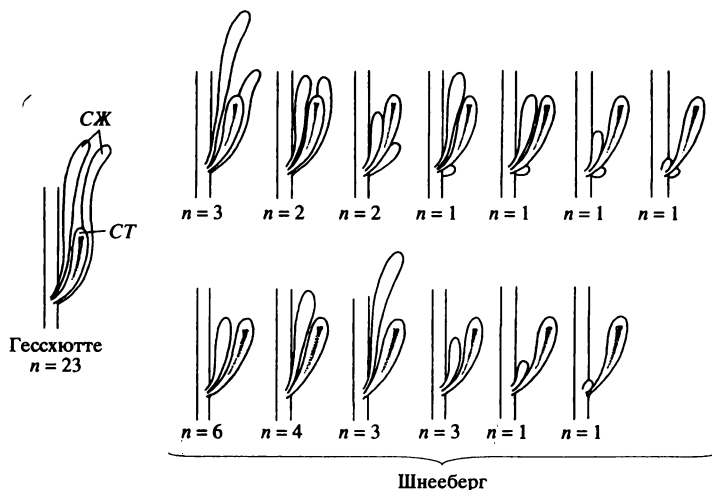 СЖ
СТ
Гессхютте
n = 23
n = 3 n = 2 n = 2 n = 1 n = 1 n = 1 n = 1
n = 6 n = 4 n = 3 n = 3 n = 1 n = 1
Шнееберг